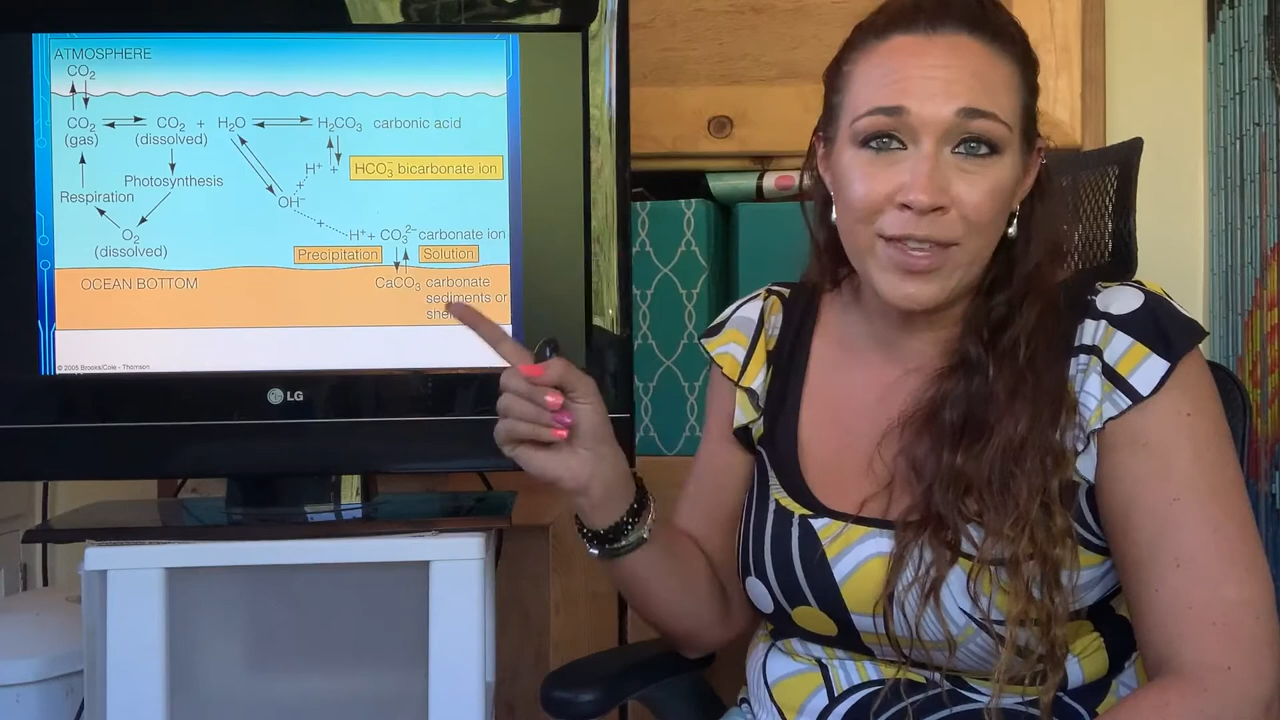 ATMOSPHERE
CO₂
CO₂ CO₂ + H₂O H₂CO₃ carbonic acid
(gas) (dissolved)
H⁺ + HCO₃⁻ bicarbonate ion
Photosynthesis +
Respiration OH⁻
+
O₂ H⁺ + CO₃²⁻ carbonate ion
(dissolved) Precipitation Solution
OCEAN BOTTOM CaCO₃ carbonate
sediments or
© 2005 Brooks/Cole - Thomson
LG